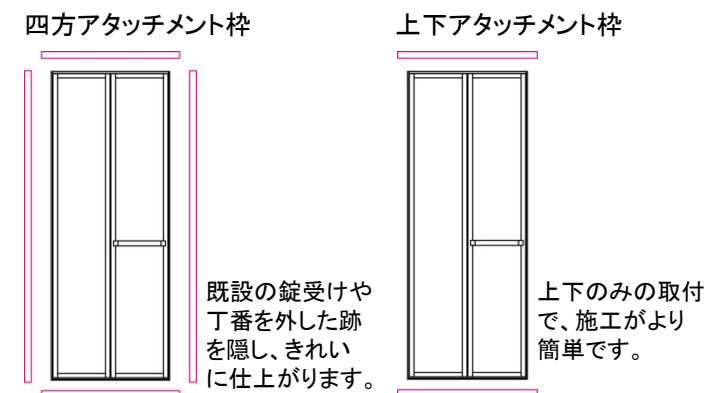 四方アタッチメント枠
上下アタッチメント枠
既設の錠受けや
丁番を外した跡
を隠し、きれい
に仕上がります。
上下のみの取付
で、施工がより
簡単です。